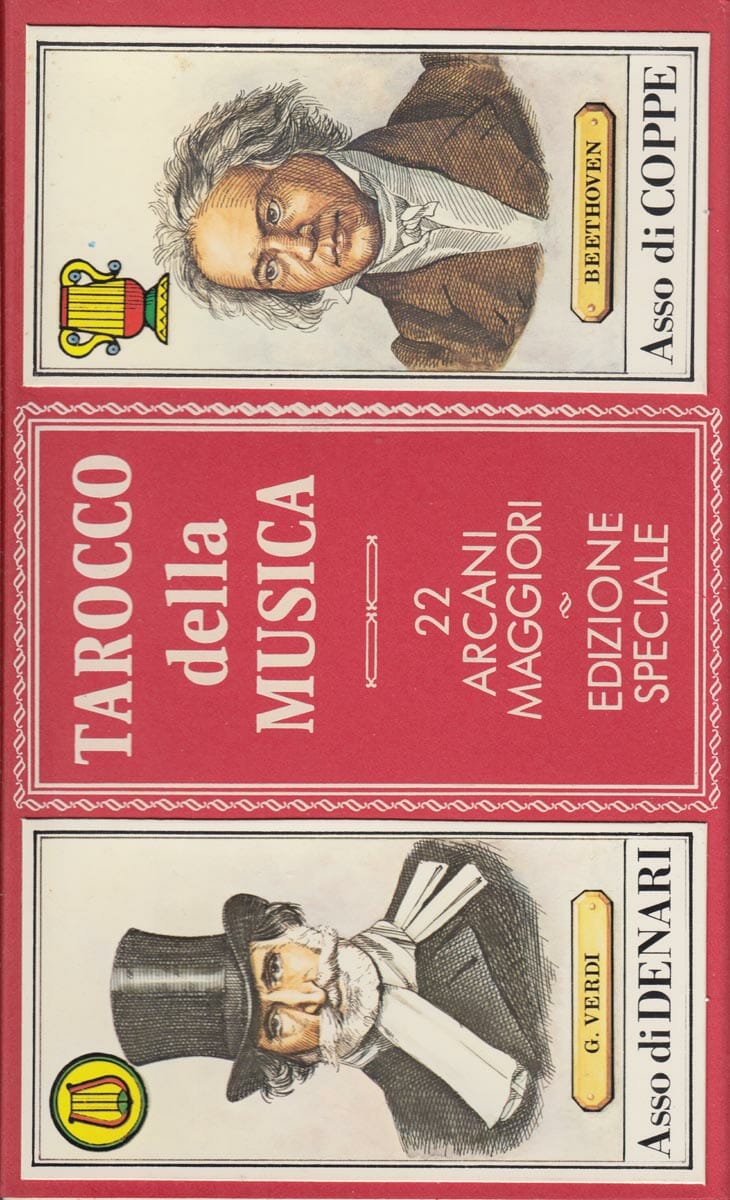 G. VERDI
Asso di DENARI
TAROCCO
della
MUSICA
22
ARCANI
MAGGIORI
EDIZIONE
SPECIALE
BEETHOVEN
Asso di COPPE